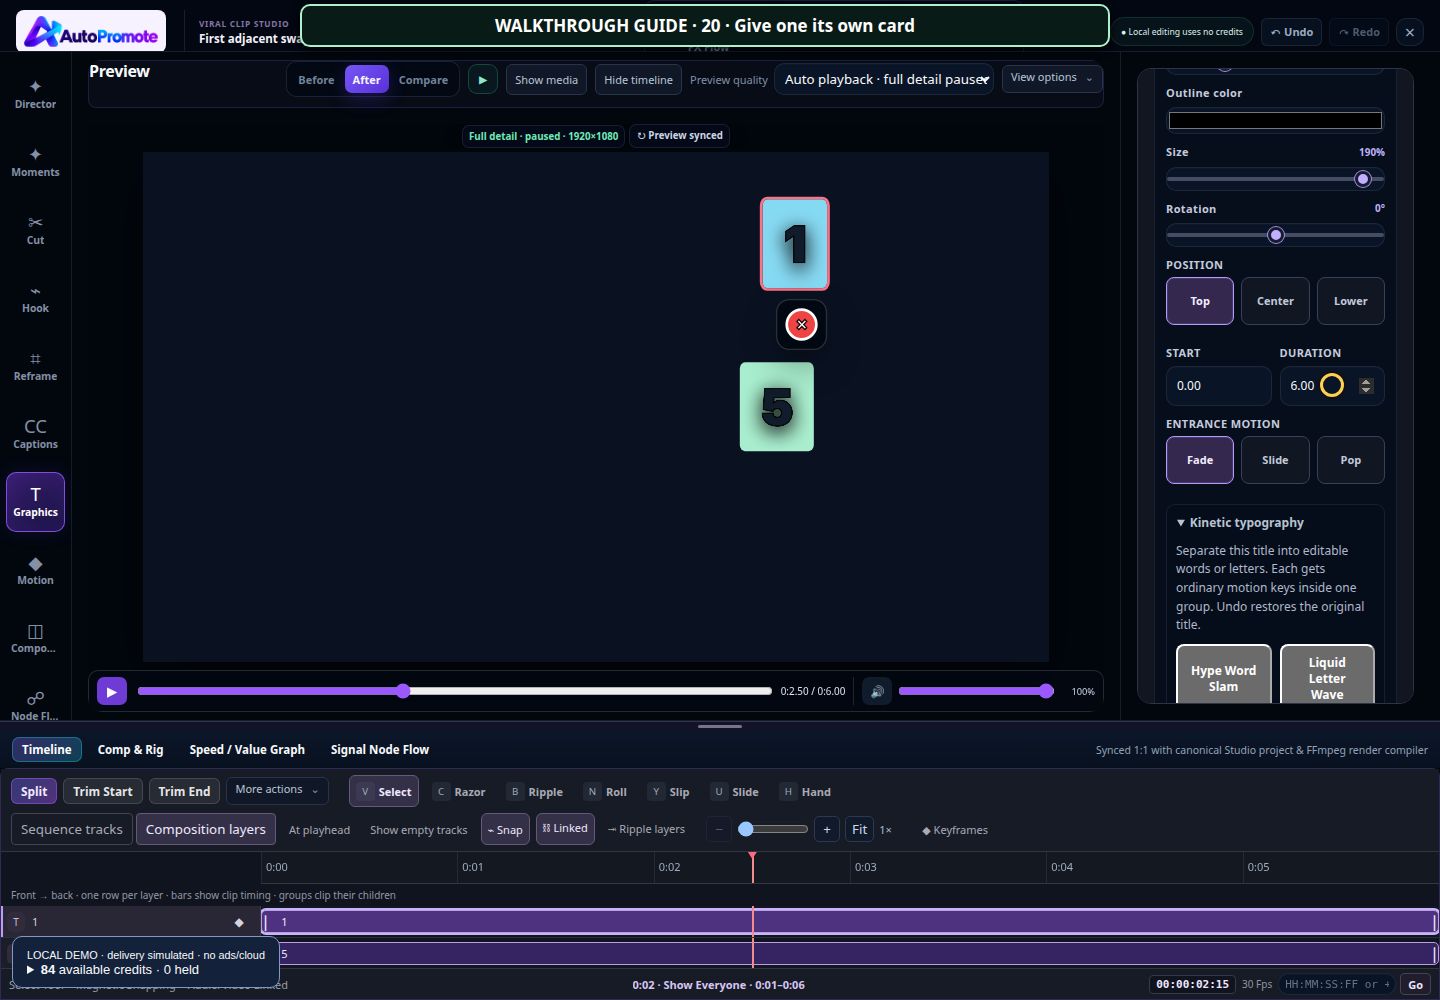 AutoPromote
VIRAL CLIP STUDIO
First adjacent swa
WALKTHROUGH GUIDE · 20 · Give one its own card
● Local editing uses no credits
↶ Undo
↷ Redo
Preview
Before
After
Compare
Show media
Hide timeline
Preview quality
Auto playback · full detail paused
View options
Full detail · paused · 1920×1080
↻ Preview synced
Director
Moments
Cut
Hook
Reframe
CC
Captions
T
Graphics
Motion
Compo...
Node Fl...
1
5
Outline color
Size
190%
Rotation
0°
POSITION
Top
Center
Lower
START
DURATION
0.00
6.00
ENTRANCE MOTION
Fade
Slide
Pop
▼ Kinetic typography
Separate this title into editable
words or letters. Each gets
ordinary motion keys inside one
group. Undo restores the original
title.
Hype Word
Slam
Liquid
Letter
Wave
0:2.50 / 0:6.00
100%
Timeline
Comp & Rig
Speed / Value Graph
Signal Node Flow
Synced 1:1 with canonical Studio project & FFmpeg render compiler
Split
Trim Start
Trim End
More actions
V Select
C Razor
B Ripple
N Roll
Y Slip
U Slide
H Hand
Sequence tracks
Composition layers
At playhead
Show empty tracks
Snap
Linked
Ripple layers
−
+
Fit
1×
◆ Keyframes
0:00
0:01
0:02
0:03
0:04
0:05
Front → back · one row per layer · bars show clip timing · groups clip their children
T 1
1
5
LOCAL DEMO · delivery simulated · no ads/cloud
▶ 84 available credits · 0 held
0:02 · Show Everyone · 0:01–0:06
00:00:02:15
30 Fps
HH:MM:SS:FF or +
Go